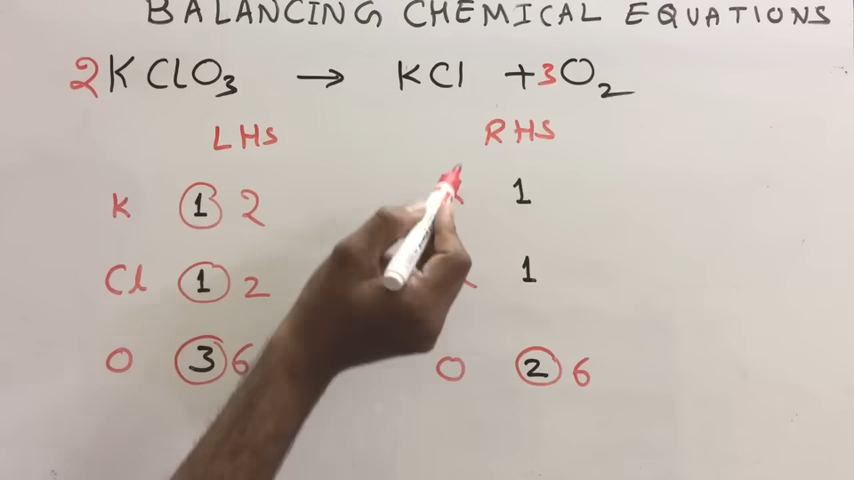 BALANCING CHEMICAL EQUATIONS
2KClO3 → KCl + 3O2
LHS RHS
K 1 2 1
Cl 1 2 1
O 3 6 O 2 6